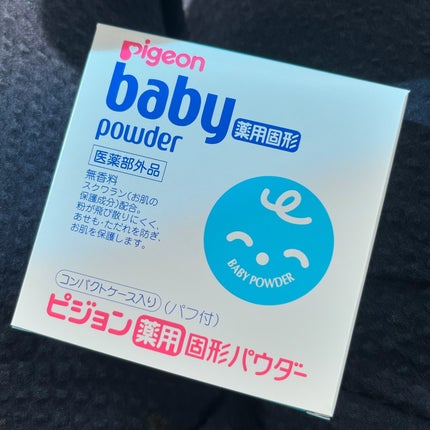 Pigeon
baby
powder 薬用固形
医薬部外品
無香料
スクワラン(お肌の
保護成分)配合。
粉が飛び散りにくく、
あせも・ただれを防ぎ、
お肌を保護します。
BABY POWDER
コンパクトケース入り (パフ付)
ピジョン薬用固形パウダー